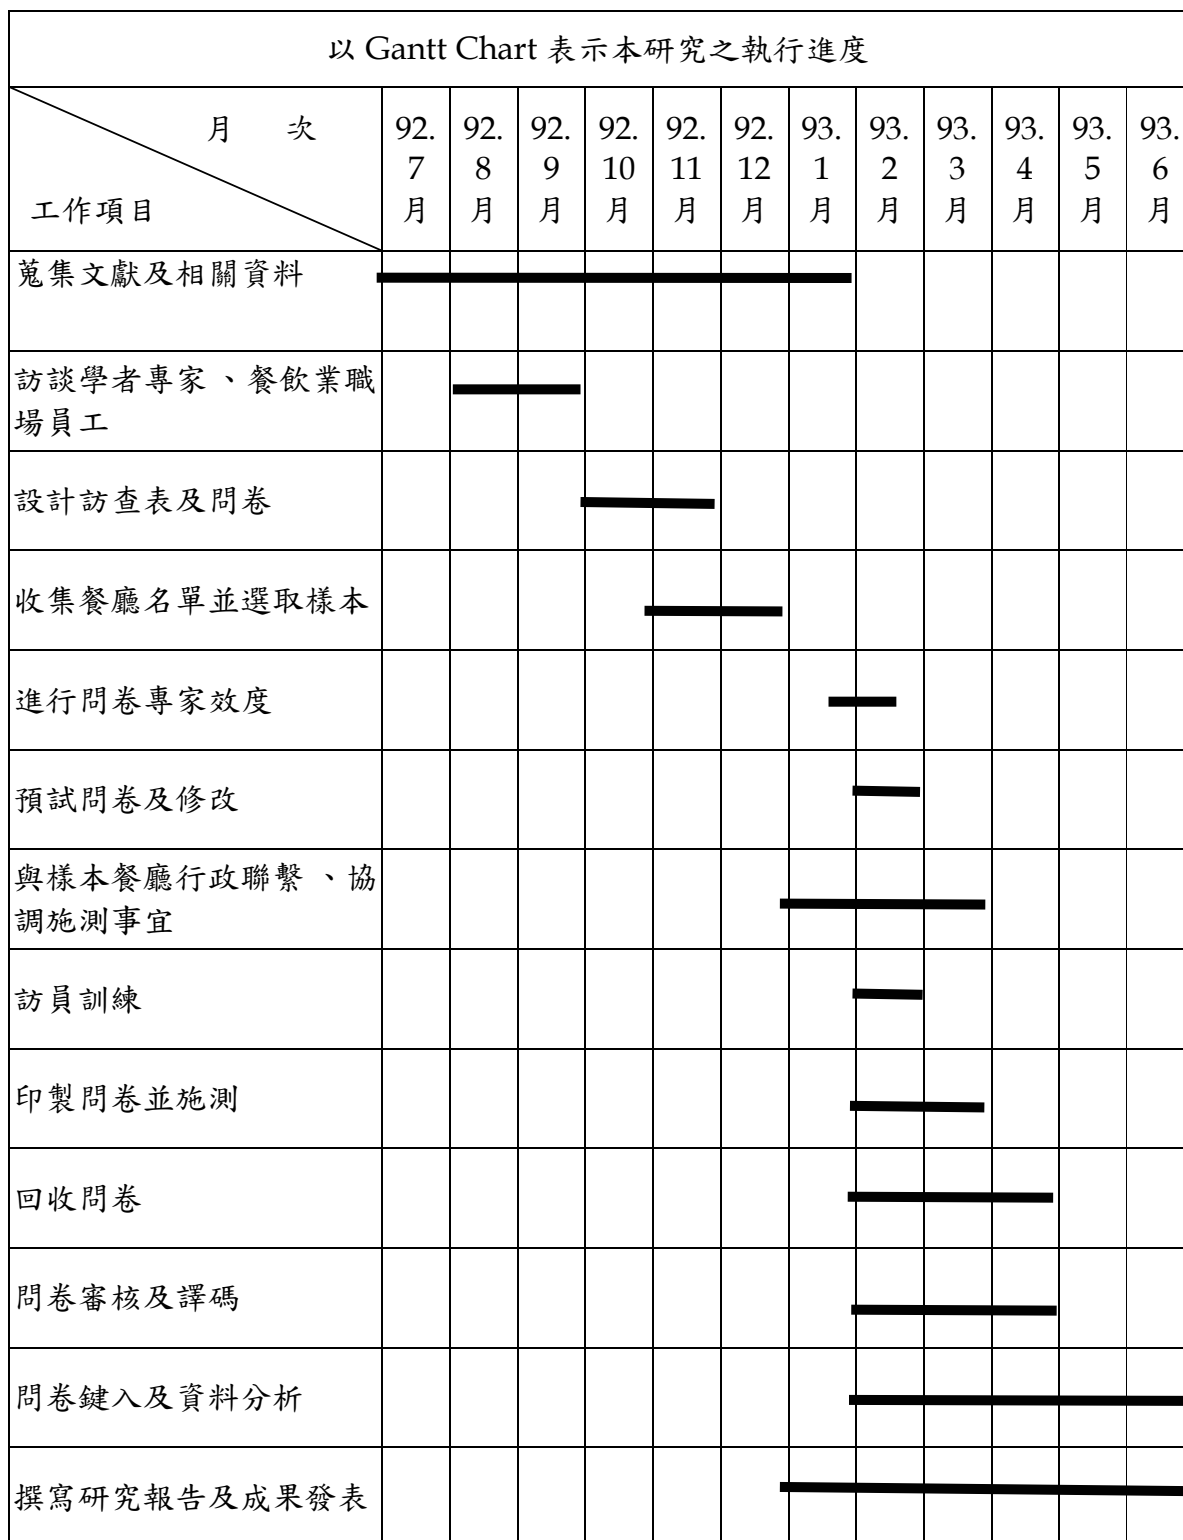 以 Gantt Chart 表示本研究之執行進度
月 次
工作項目
92. 92. 92. 92. 92. 92. 93. 93. 93. 93. 93. 93.
7 8 9 10 11 12 1 2 3 4 5 6
月 月 月 月 月 月 月 月 月 月 月 月
蒐集文獻及相關資料
訪談學者專家、餐飲業職
場員工
設計訪查表及問卷
收集餐廳名單並選取樣本
進行問卷專家效度
預試問卷及修改
與樣本餐廳行政聯繫、協
調施測事宜
訪員訓練
印製問卷並施測
回收問卷
問卷審核及譯碼
問卷鍵入及資料分析
撰寫研究報告及成果發表